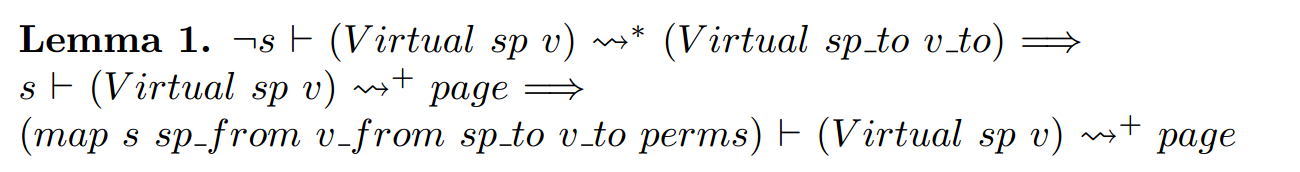 Lemma 1. ¬s ⊢ (Virtual sp v) ⇝* (Virtual sp_to v_to) ⟹
s ⊢ (Virtual sp v) ⇝⁺ page ⟹
(map s sp_from v_from sp_to v_to perms) ⊢ (Virtual sp v) ⇝⁺ page